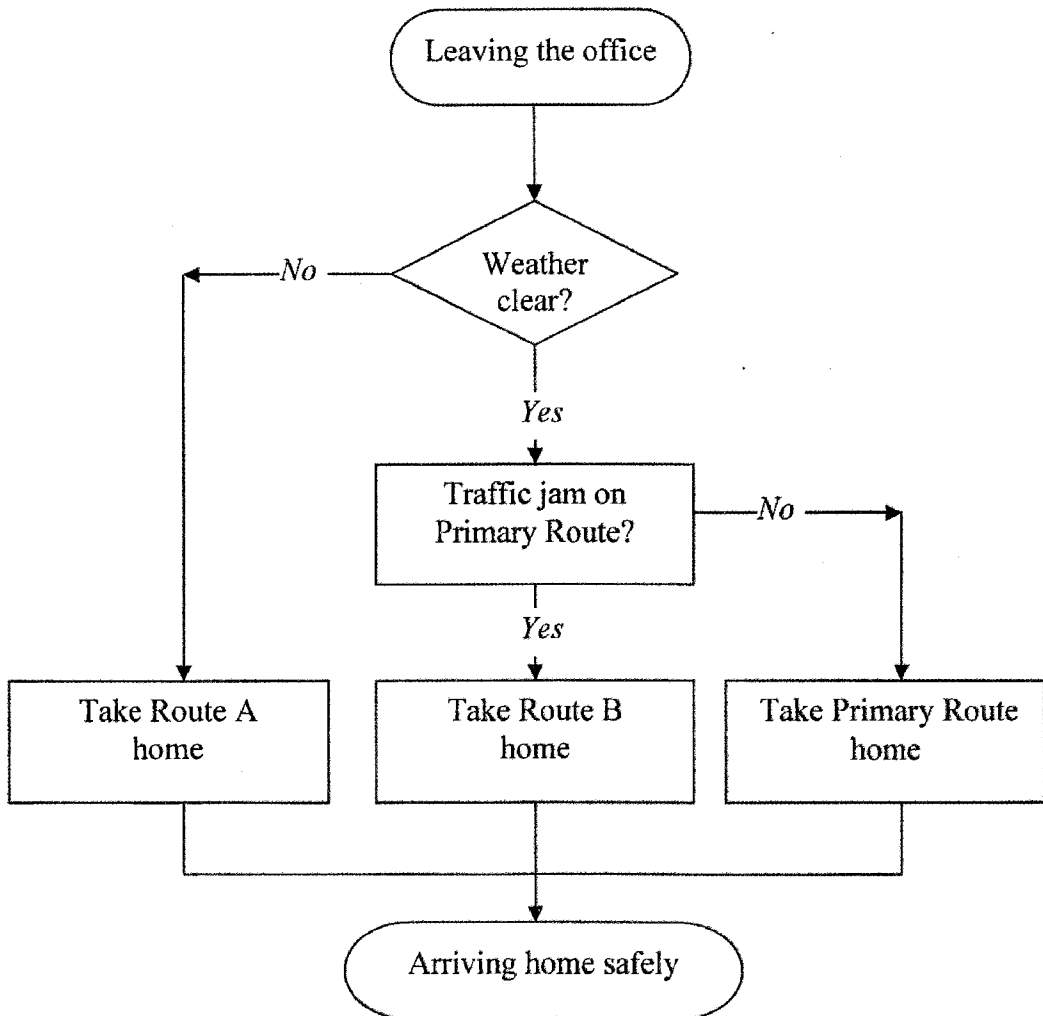 Leaving the office
Weather
clear?
No
Yes
Traffic jam on
Primary Route?
No
Yes
Take Route A
home
Take Route B
home
Take Primary Route
home
Arriving home safely